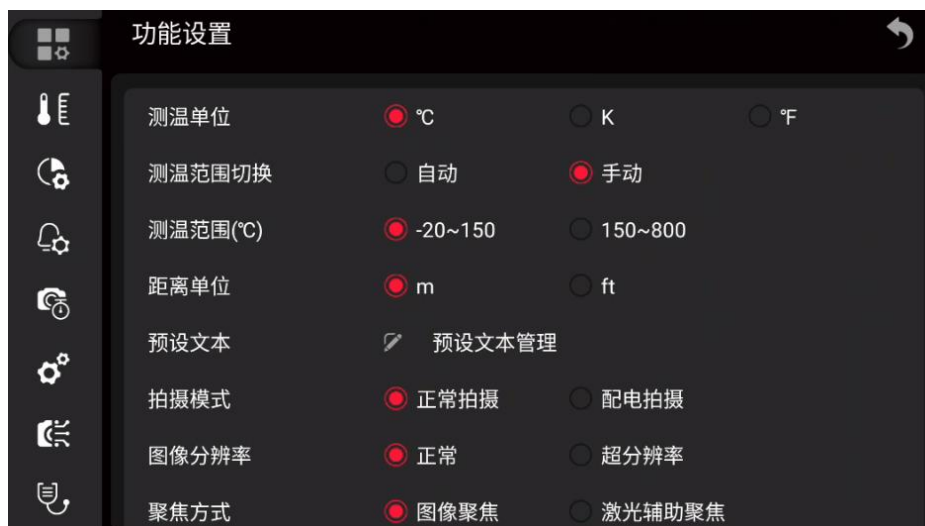 功能设置
测温单位 ℃ K ℉
测温范围切换 自动 手动
测温范围(℃) -20~150 150~800
距离单位 m ft
预设文本 预设文本管理
拍摄模式 正常拍摄 配电拍摄
图像分辨率 正常 超分辨率
聚焦方式 图像聚焦 激光辅助聚焦